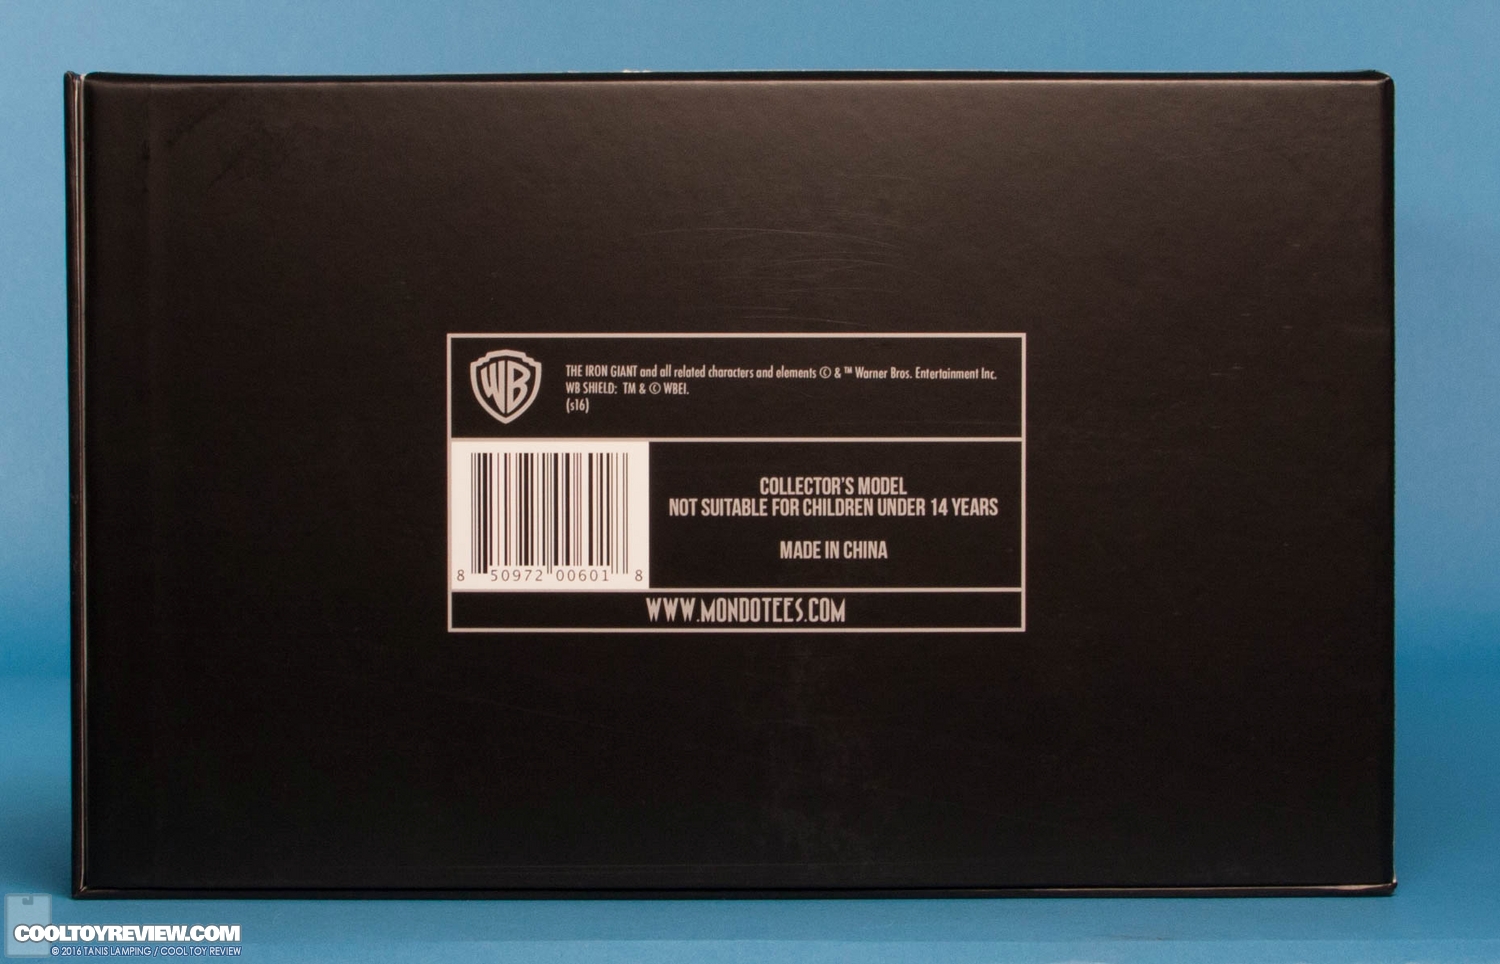 WB
THE IRON GIANT and all related characters and elements © & ™ Warner Bros. Entertainment Inc.
WB SHIELD: TM & © WBEI.
(s16)
COLLECTOR'S MODEL
NOT SUITABLE FOR CHILDREN UNDER 14 YEARS
MADE IN CHINA
8 50972 00601 8
WWW.MONDOTEES.COM
COOLTOYREVIEW.COM
© 2016 TANIS LAMPING / COOL TOY REVIEW